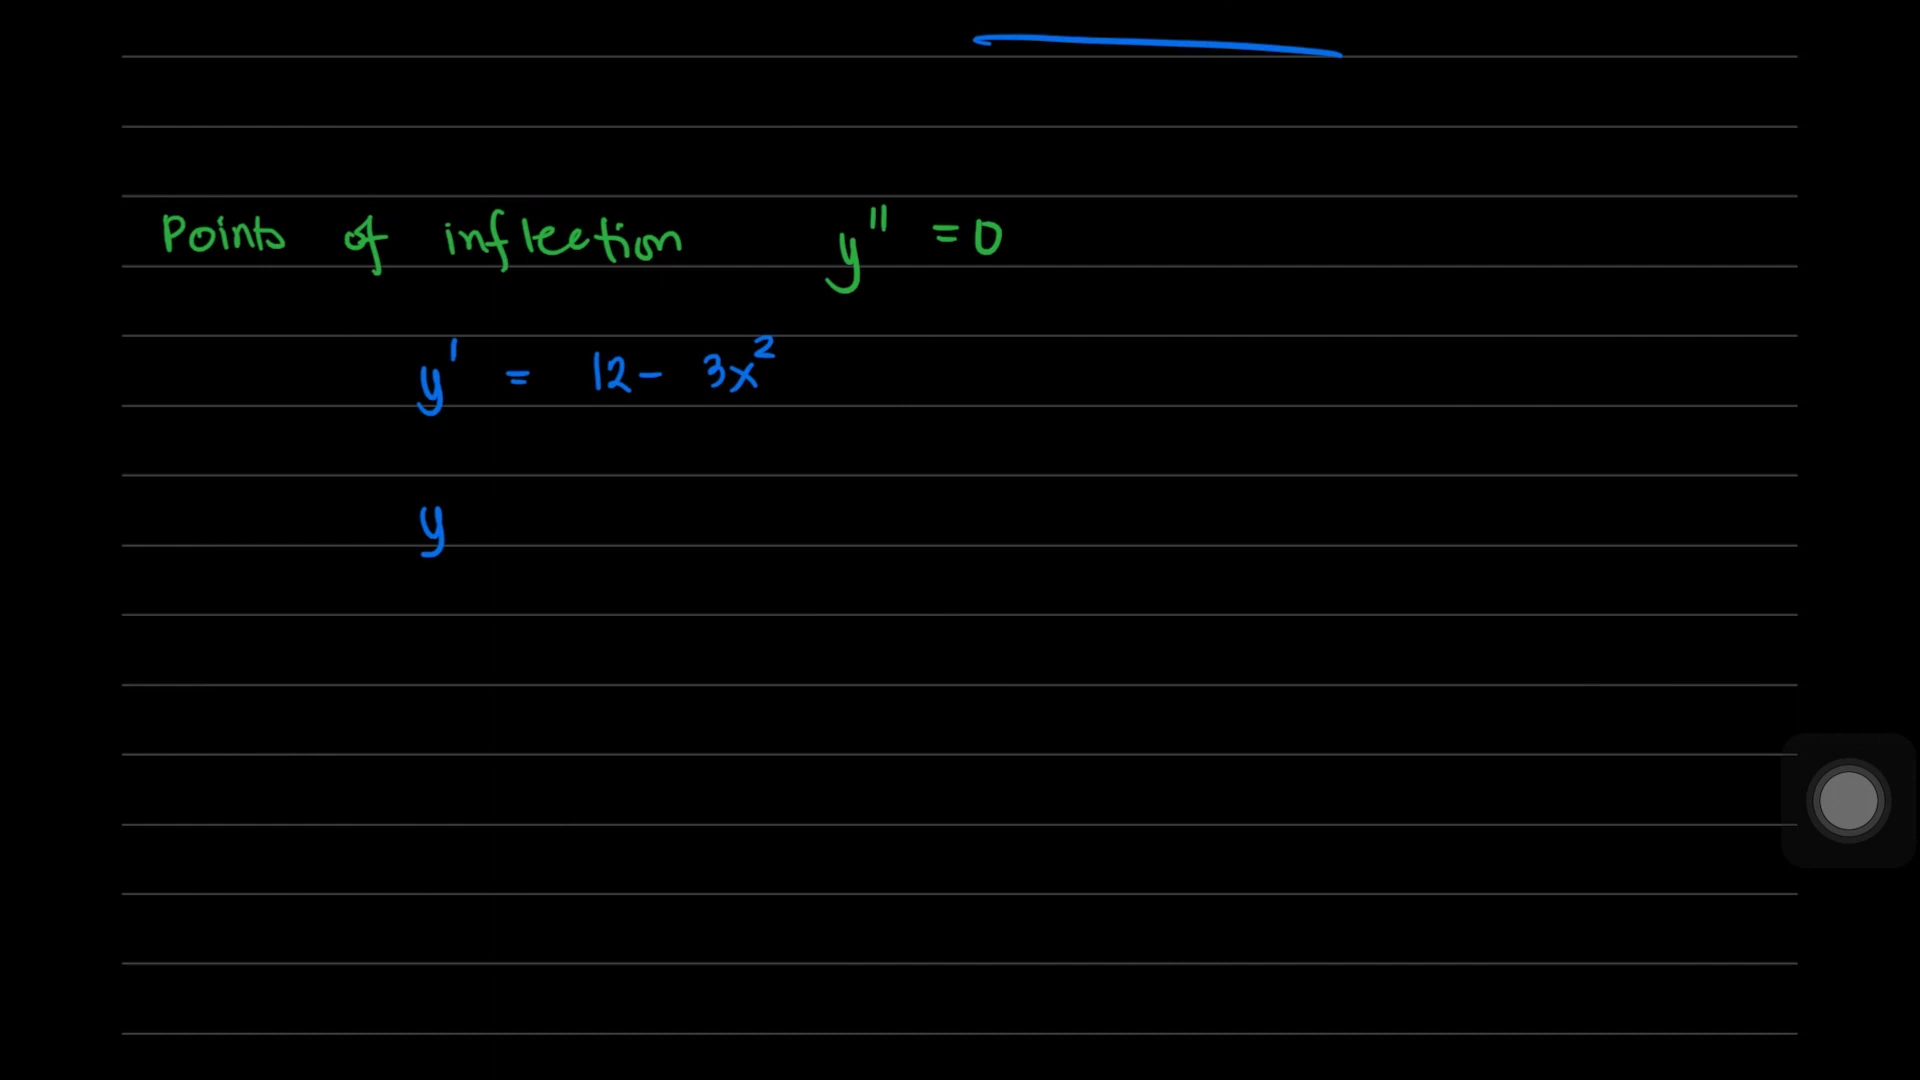 Points of inflection y'' = 0
y' = 12 - 3x²
y